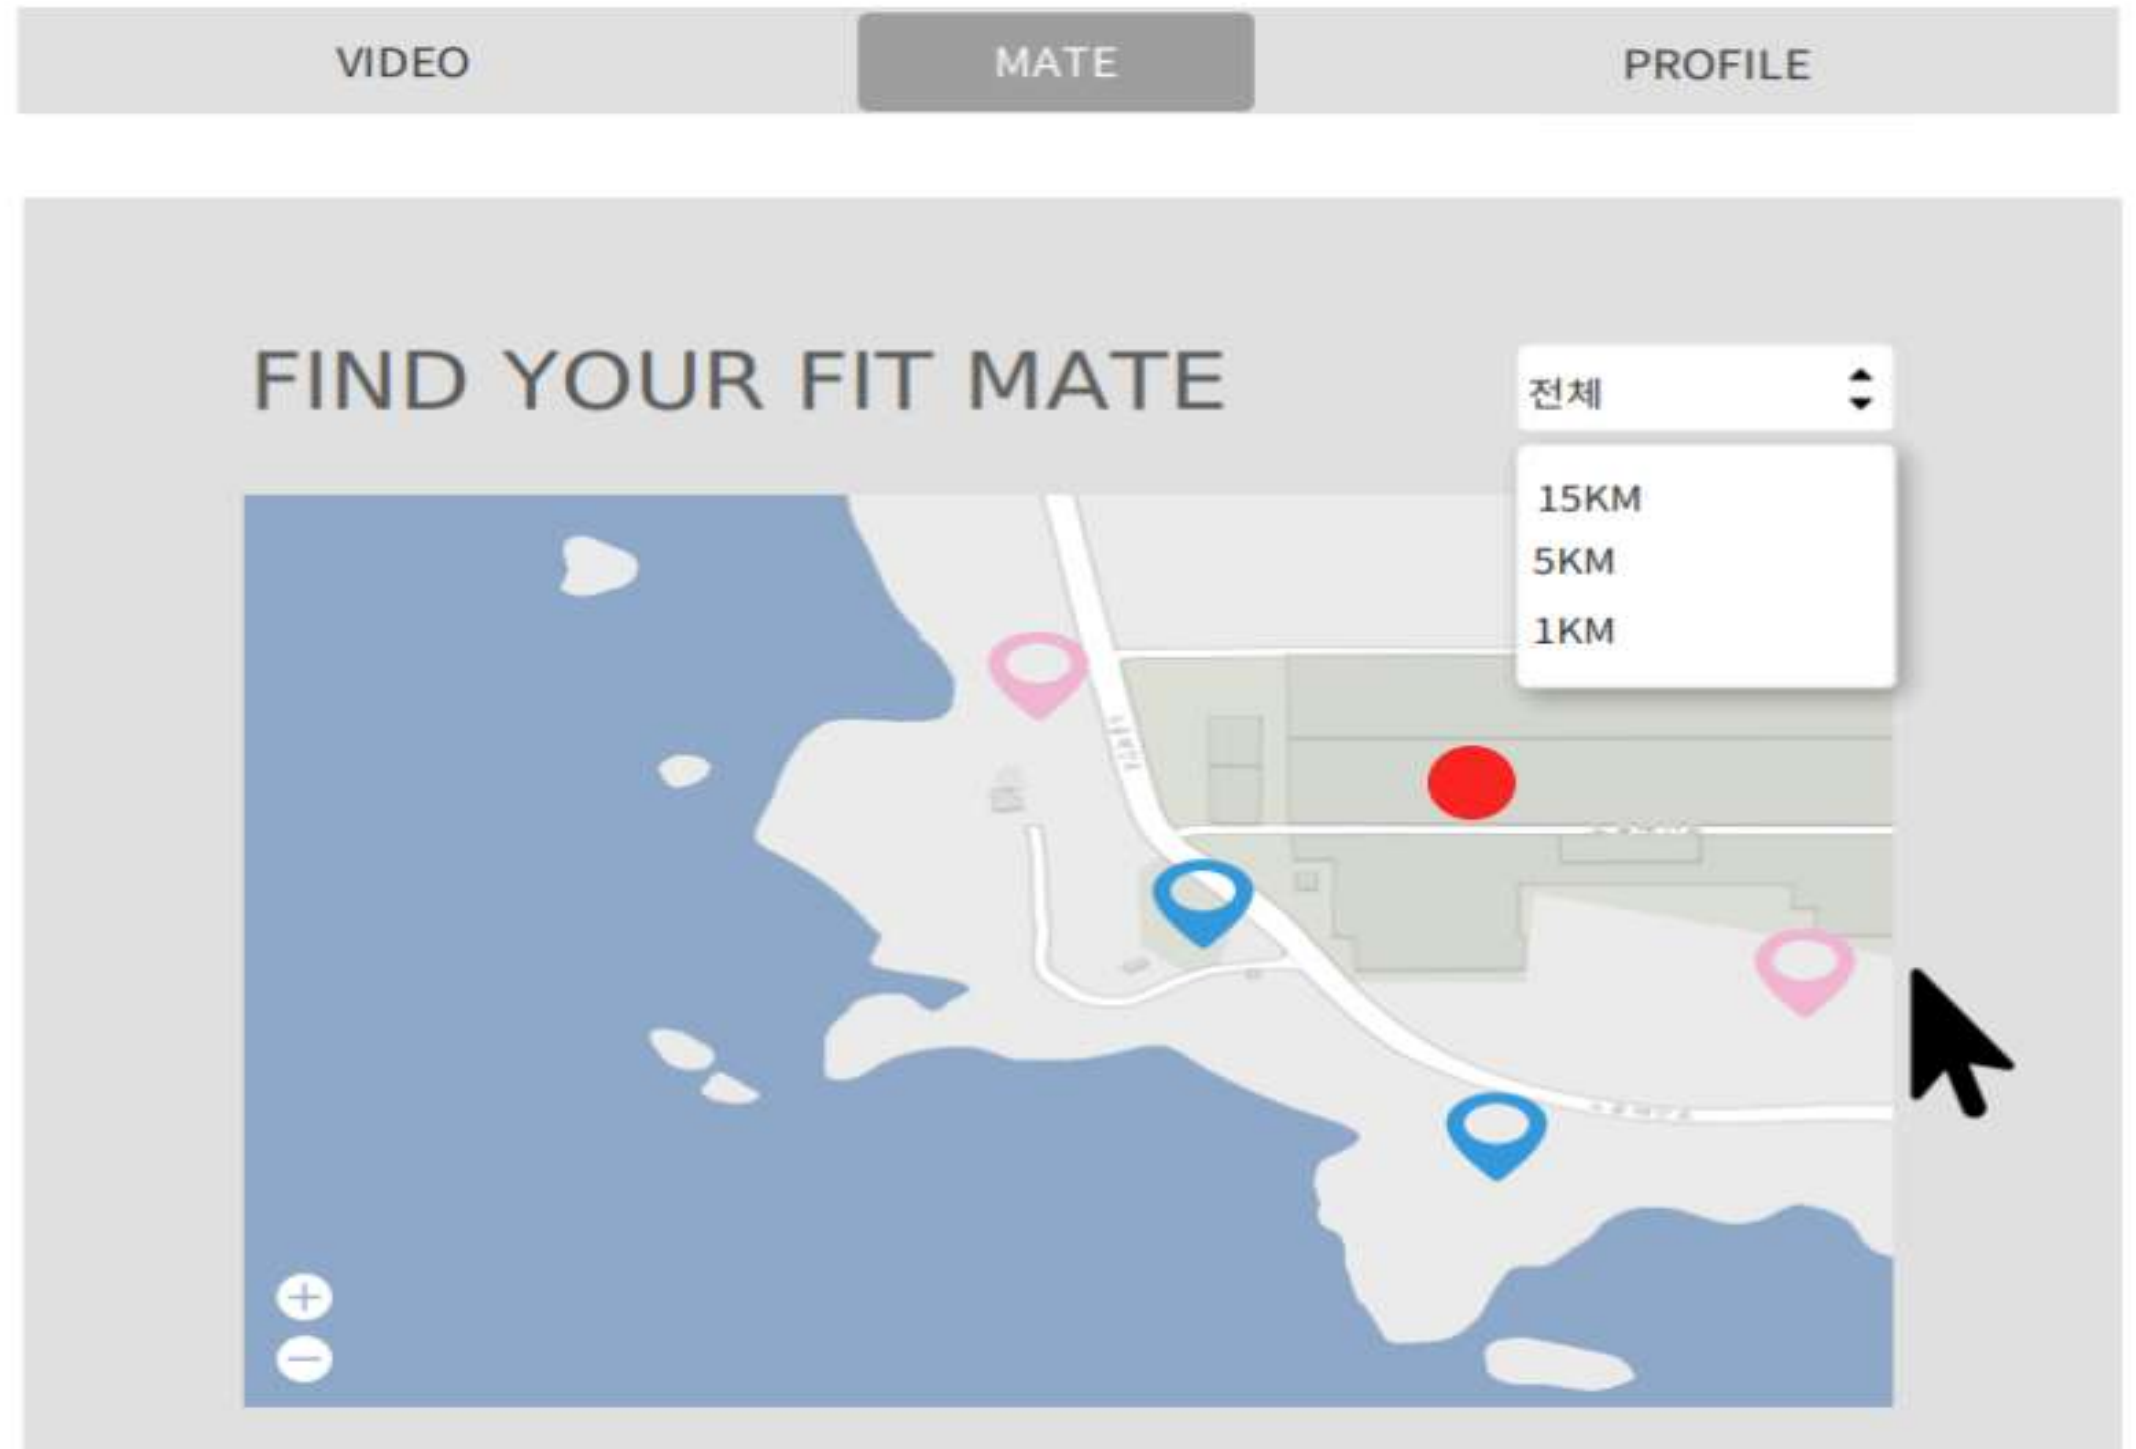 VIDEO
MATE
PROFILE
FIND YOUR FIT MATE
전체
15KM
5KM
1KM